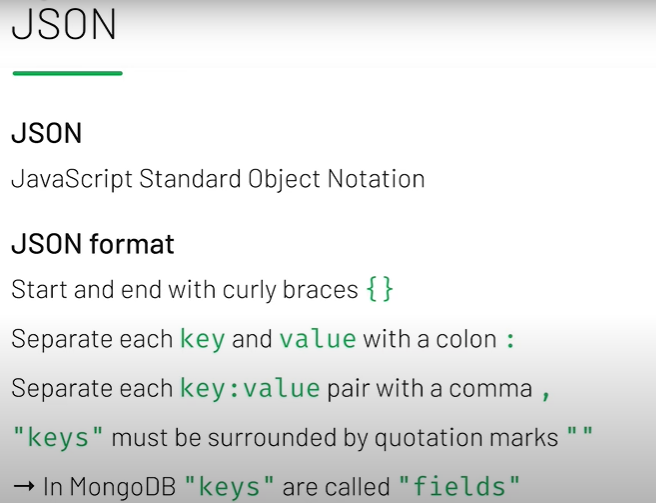 JSON
JSON
JavaScript Standard Object Notation
JSON format
Start and end with curly braces {}
Separate each key and value with a colon :
Separate each key:value pair with a comma ,
"keys" must be surrounded by quotation marks ""
→ In MongoDB "keys" are called "fields"